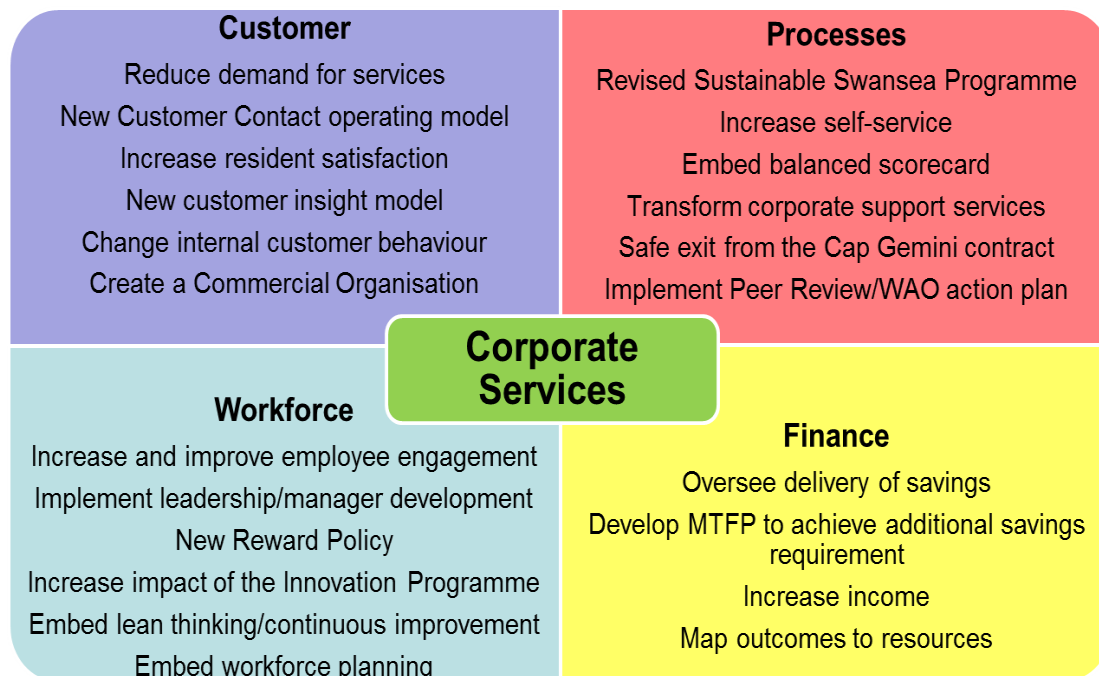 Customer
Reduce demand for services
New Customer Contact operating model
Increase resident satisfaction
New customer insight model
Change internal customer behaviour
Create a Commercial Organisation
Processes
Revised Sustainable Swansea Programme
Increase self-service
Embed balanced scorecard
Transform corporate support services
Safe exit from the Cap Gemini contract
Implement Peer Review/WAO action plan
Corporate
Services
Workforce
Increase and improve employee engagement
Implement leadership/manager development
New Reward Policy
Increase impact of the Innovation Programme
Embed lean thinking/continuous improvement
Embed workforce planning
Finance
Oversee delivery of savings
Develop MTFP to achieve additional savings
requirement
Increase income
Map outcomes to resources